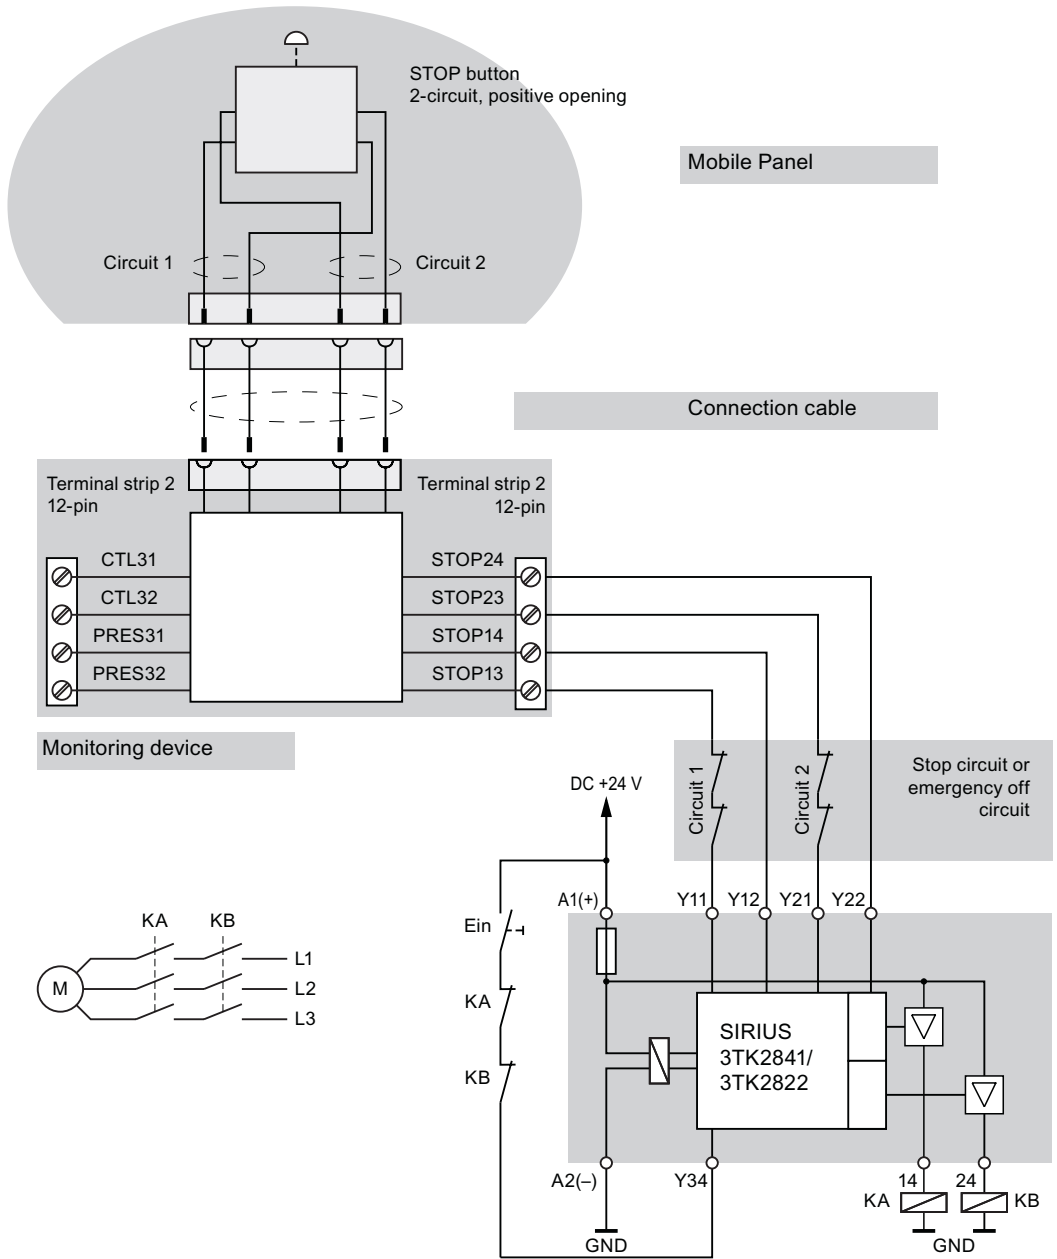 STOP button
2-circuit, positive opening
Mobile Panel
Circuit 1
Circuit 2
Connection cable
Terminal strip 2
12-pin
Terminal strip 2
12-pin
CTL31
STOP24
CTL32
STOP23
PRES31
STOP14
PRES32
STOP13
Monitoring device
Circuit 1
Circuit 2
Stop circuit or
emergency off
circuit
DC +24 V
A1(+)
Y11
Y12
Y21
Y22
KA
KB
Ein
L1
M
L2
L3
KA
KB
SIRIUS
3TK2841/
3TK2822
A2(–)
Y34
14
24
KA
KB
GND
GND